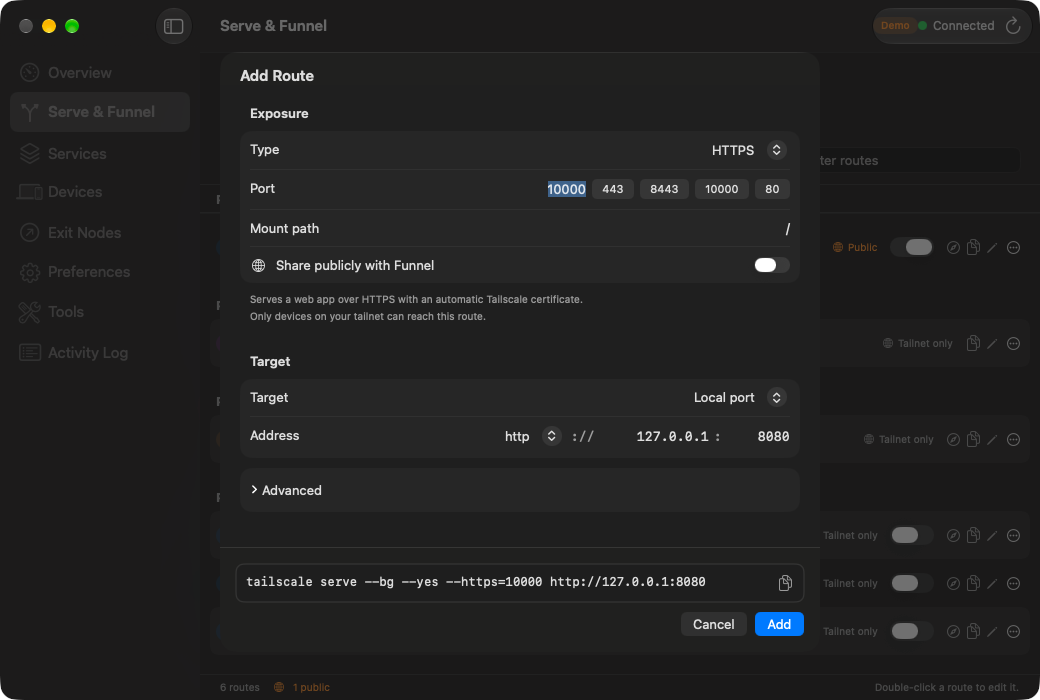 Serve & Funnel
Demo
Connected
Overview
Serve & Funnel
Services
Devices
Exit Nodes
Preferences
Tools
Activity Log
Add Route
Exposure
Type HTTPS
Port 10000 443 8443 10000 80
Mount path /
Share publicly with Funnel
Serves a web app over HTTPS with an automatic Tailscale certificate.
Only devices on your tailnet can reach this route.
Target
Target Local port
Address http :// 127.0.0.1 : 8080
Advanced
tailscale serve --bg --yes --https=10000 http://127.0.0.1:8080
Cancel Add
routes
Public
Tailnet only
Tailnet only
Tailnet only
Tailnet only
Tailnet only
6 routes 1 public
Double-click a route to edit it.